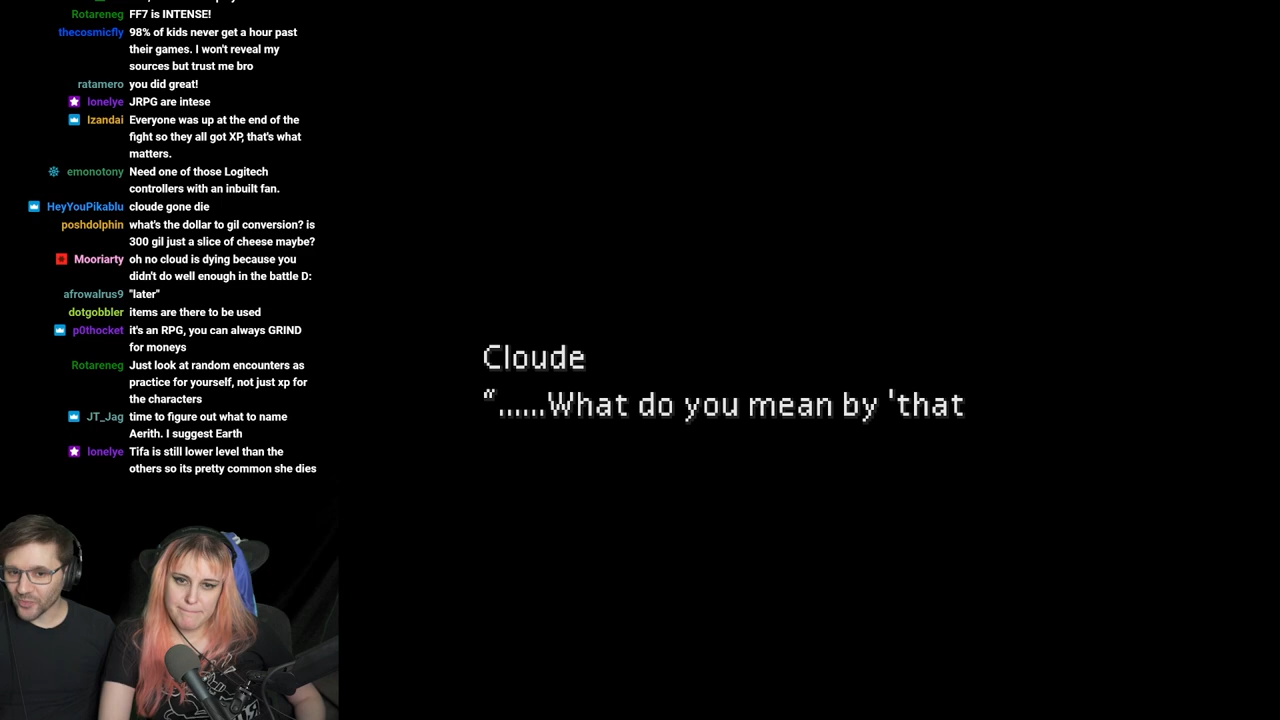 Rotareneg FF7 is INTENSE!
thecosmicfly 98% of kids never get a hour past
their games. I won't reveal my
sources but trust me bro
ratamero you did great!
lonelye JRPG are intese
Izandai Everyone was up at the end of the
fight so they all got XP, that's what
matters.
emonotony Need one of those Logitech
controllers with an inbuilt fan.
HeyYouPikablu cloude gone die
poshdolphin what's the dollar to gil conversion? is
300 gil just a slice of cheese maybe?
Mooriarty oh no cloud is dying because you
didn't do well enough in the battle D:
afrowalrus9 "later"
dotgobbler items are there to be used
p0thocket it's an RPG, you can always GRIND
for moneys
Rotareneg Just look at random encounters as
practice for yourself, not just xp for
the characters
JT_Jag time to figure out what to name
Aerith. I suggest Earth
lonelye Tifa is still lower level than the
others so its pretty common she dies
Cloude
“......What do you mean by 'that